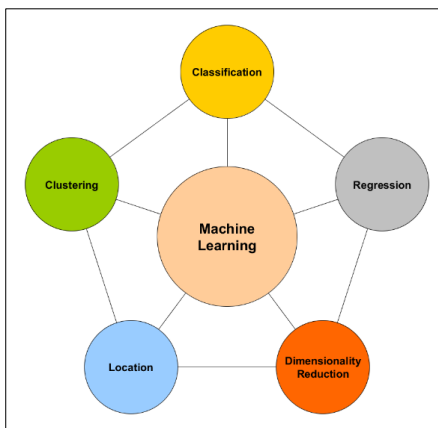 Classification
Clustering
Regression
Machine
Learning
Location
Dimensionality
Reduction